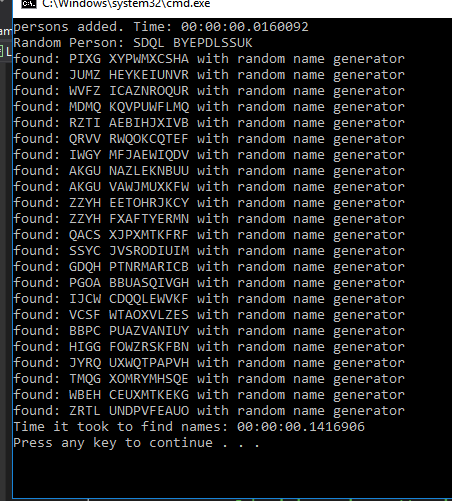 C:\Windows\system32\cmd.exe
persons added. Time: 00:00:00.0160092
Random Person: SDQL BYEPDLSSUK
found: PIXG XYPWMXCSHA with random name generator
found: JUMZ HEYKEIUNVR with random name generator
found: WVFZ ICAZNROQUR with random name generator
found: MDMQ KQVPUWFLMQ with random name generator
found: RZTI AEBIHJXIVB with random name generator
found: QRVV RWQOKCQTEF with random name generator
found: IWGY MFJAEWIQDV with random name generator
found: AKGU NAZLEKNBUU with random name generator
found: AKGU VAWJMUXKFW with random name generator
found: ZZYH EETOHRJKCY with random name generator
found: ZZYH FXAFTYERMN with random name generator
found: QACS XJPXMTKFRF with random name generator
found: SSYC JVSRODIUIM with random name generator
found: GDQH PTNRMARICB with random name generator
found: PGOA BBUASQIVGH with random name generator
found: IJCW CDQQLEWVKF with random name generator
found: VCSF WTAOXVLZES with random name generator
found: BBPC PUAZVANIUY with random name generator
found: HIGG FOWZRSKFBN with random name generator
found: JYRQ UXWQTPAPVH with random name generator
found: TMQG XOMRYMHSQE with random name generator
found: WBEH CEUXMTKEKG with random name generator
found: ZRTL UNDPVFEAUO with random name generator
Time it took to find names: 00:00:00.1416906
Press any key to continue . . .